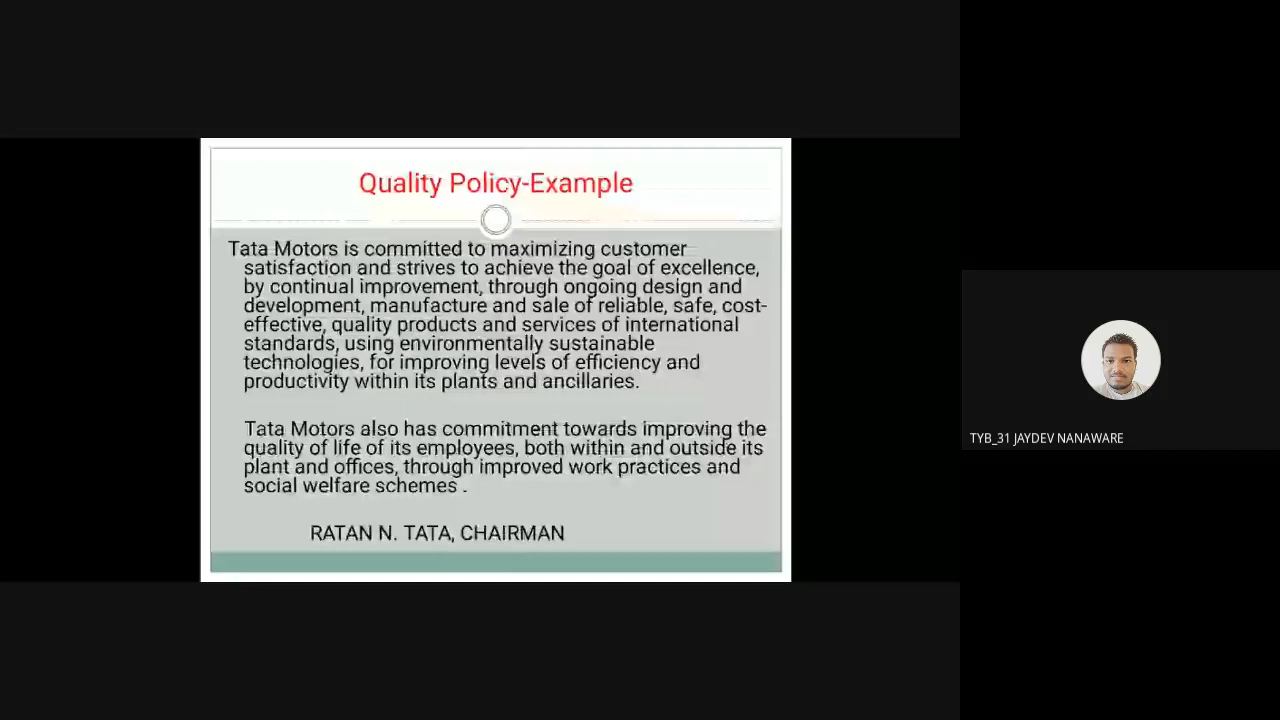 Quality Policy-Example
Tata Motors is committed to maximizing customer
satisfaction and strives to achieve the goal of excellence,
by continual improvement, through ongoing design and
development, manufacture and sale of reliable, safe, cost-
effective, quality products and services of international
standards, using environmentally sustainable
technologies, for improving levels of efficiency and
productivity within its plants and ancillaries.
Tata Motors also has commitment towards improving the
quality of life of its employees, both within and outside its
plant and offices, through improved work practices and
social welfare schemes .
RATAN N. TATA, CHAIRMAN
TYB_31 JAYDEV NANAWARE